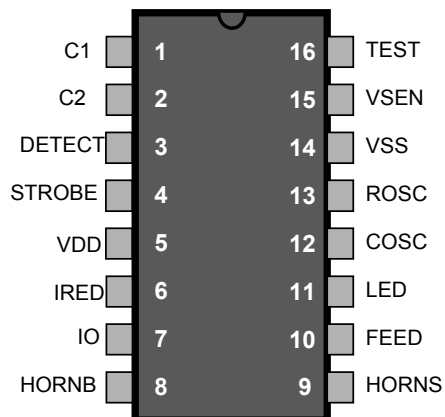 C1 1 16 TEST
C2 2 15 VSEN
DETECT 3 14 VSS
STROBE 4 13 ROSC
VDD 5 12 COSC
IRED 6 11 LED
IO 7 10 FEED
HORNB 8 9 HORNS